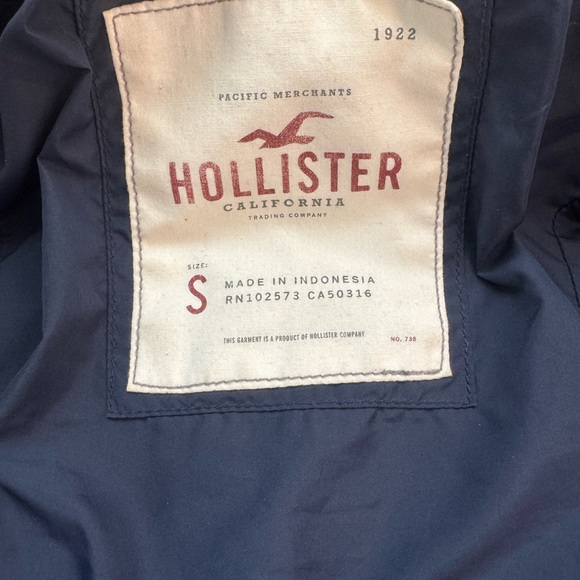 1922
PACIFIC MERCHANTS
HOLLISTER
CALIFORNIA
TRADING COMPANY
SIZE:
S
MADE IN INDONESIA
RN102573 CA50316
THIS GARMENT IS A PRODUCT OF HOLLISTER COMPANY
NO. 738